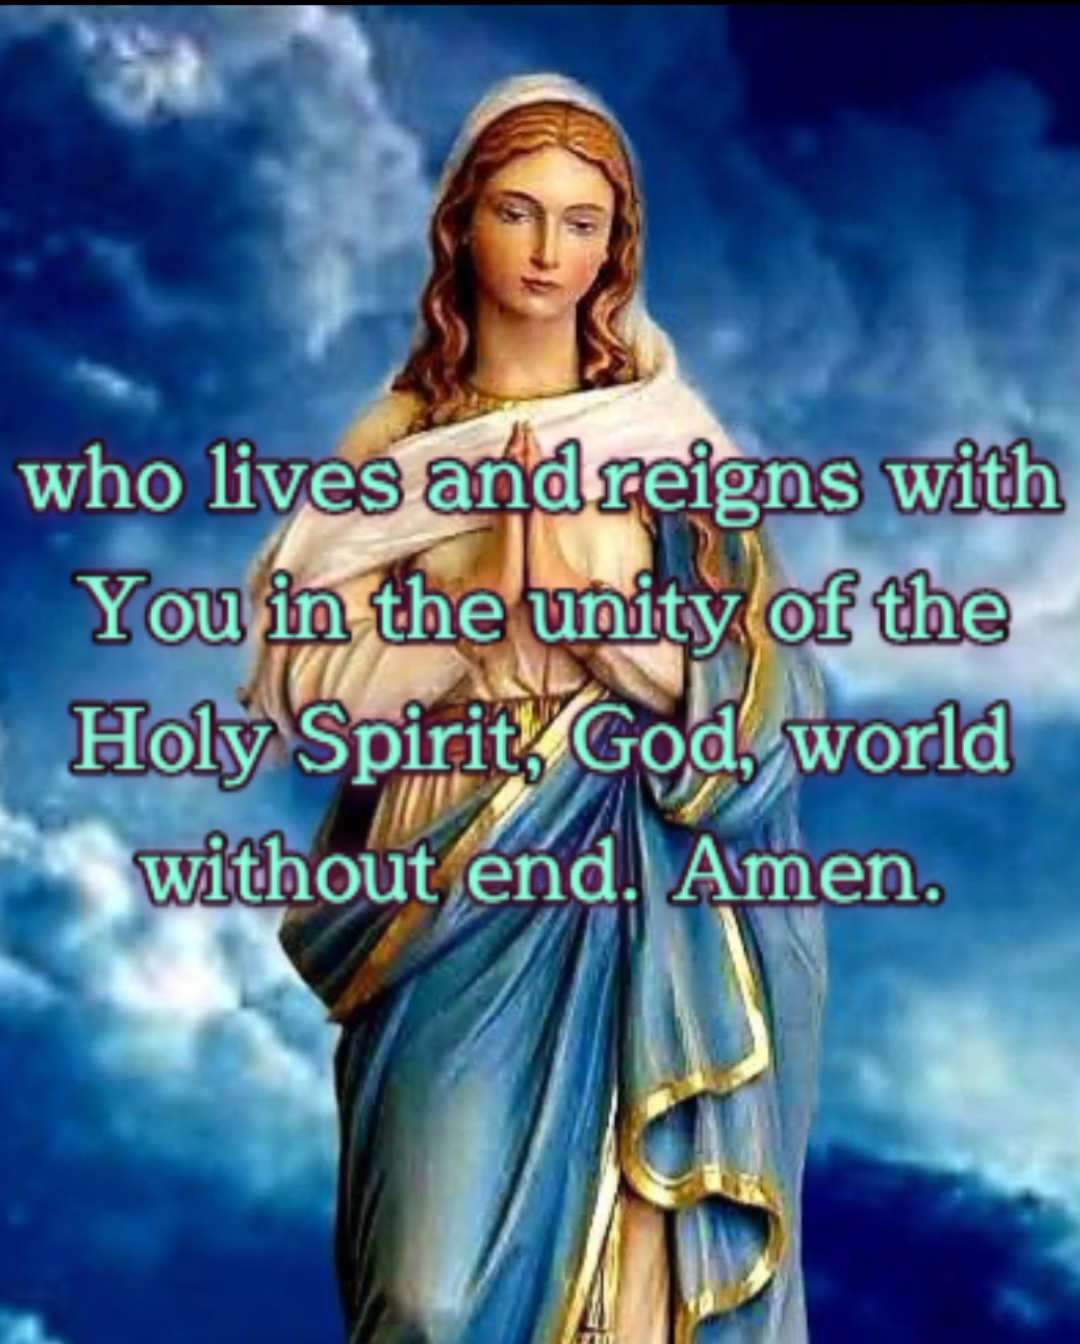 who lives and reigns with
You in the unity of the
Holy Spirit, God, world
without end. Amen.